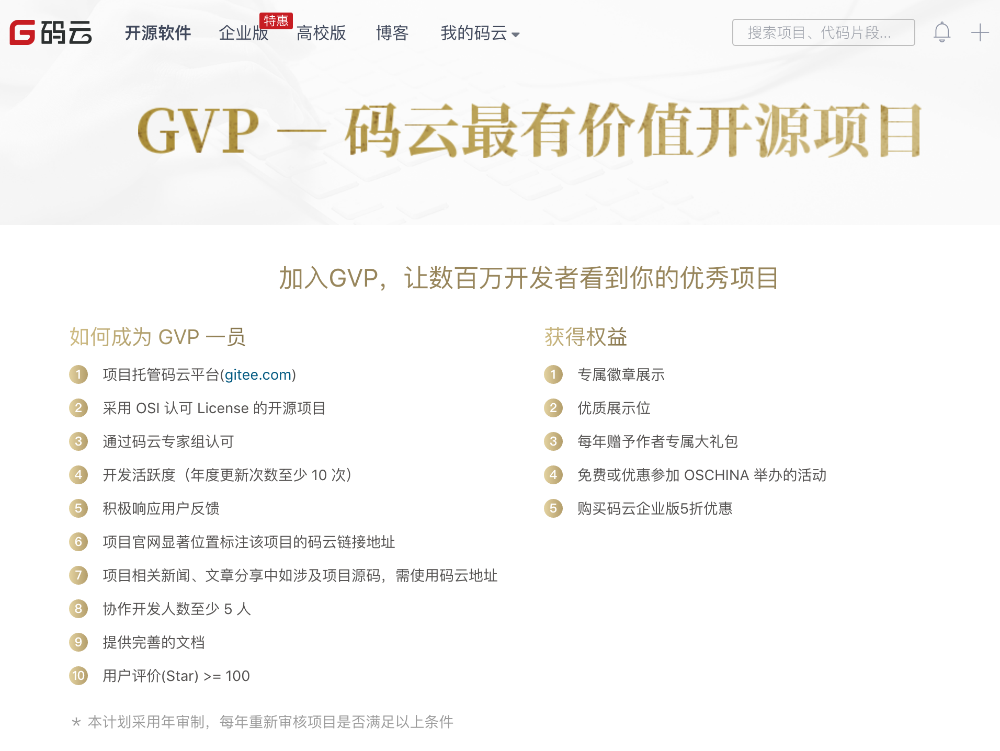 码云 开源软件 企业版 特惠 高校版 博客 我的码云 搜索项目、代码片段...
GVP — 码云最有价值开源项目
加入GVP，让数百万开发者看到你的优秀项目
如何成为 GVP 一员
1 项目托管码云平台(gitee.com)
2 采用 OSI 认可 License 的开源项目
3 通过码云专家组认可
4 开发活跃度（年度更新次数至少 10 次）
5 积极响应用户反馈
6 项目官网显著位置标注该项目的码云链接地址
7 项目相关新闻、文章分享中如涉及项目源码，需使用码云地址
8 协作开发人数至少 5 人
9 提供完善的文档
10 用户评价(Star) >= 100
＊ 本计划采用年审制，每年重新审核项目是否满足以上条件
获得权益
1 专属徽章展示
2 优质展示位
3 每年赠予作者专属大礼包
4 免费或优惠参加 OSCHINA 举办的活动
5 购买码云企业版5折优惠